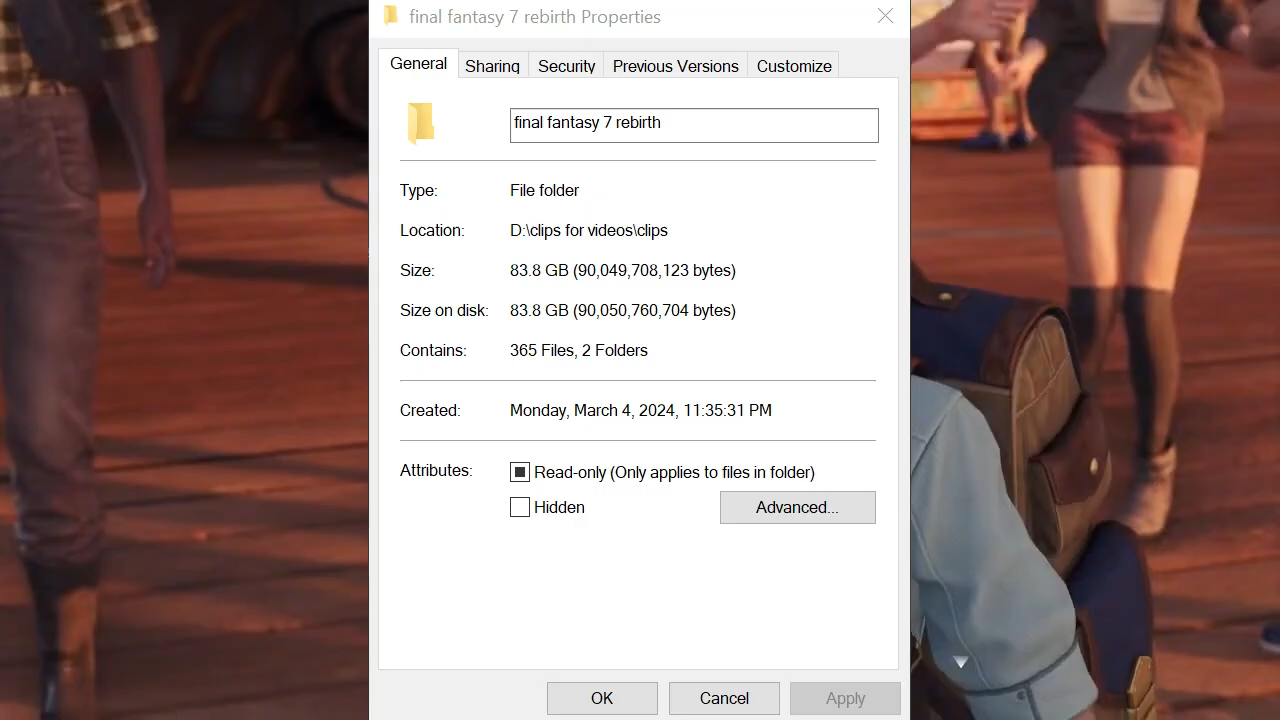 final fantasy 7 rebirth Properties
General Sharing Security Previous Versions Customize
final fantasy 7 rebirth
Type: File folder
Location: D:\clips for videos\clips
Size: 83.8 GB (90,049,708,123 bytes)
Size on disk: 83.8 GB (90,050,760,704 bytes)
Contains: 365 Files, 2 Folders
Created: Monday, March 4, 2024, 11:35:31 PM
Attributes: Read-only (Only applies to files in folder)
Hidden Advanced...
OK Cancel Apply